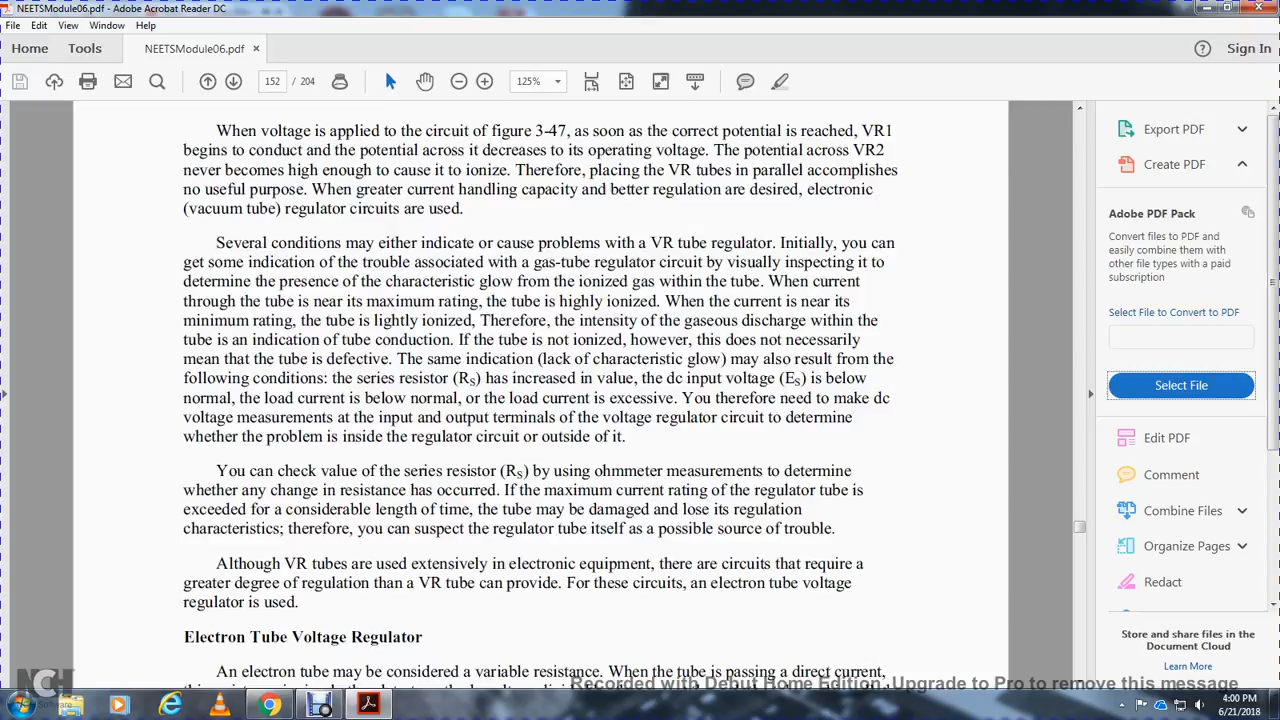 NEETSModule06.pdf - Adobe Acrobat Reader DC
File Edit View Window Help
Home Tools NEETSModule06.pdf × Sign In
152 / 204 125%
When voltage is applied to the circuit of figure 3-47, as soon as the correct potential is reached, VR1
begins to conduct and the potential across it decreases to its operating voltage. The potential across VR2
never becomes high enough to cause it to ionize. Therefore, placing the VR tubes in parallel accomplishes
no useful purpose. When greater current handling capacity and better regulation are desired, electronic
(vacuum tube) regulator circuits are used.
Several conditions may either indicate or cause problems with a VR tube regulator. Initially, you can
get some indication of the trouble associated with a gas-tube regulator circuit by visually inspecting it to
determine the presence of the characteristic glow from the ionized gas within the tube. When current
through the tube is near its maximum rating, the tube is highly ionized. When the current is near its
minimum rating, the tube is lightly ionized, Therefore, the intensity of the gaseous discharge within the
tube is an indication of tube conduction. If the tube is not ionized, however, this does not necessarily
mean that the tube is defective. The same indication (lack of characteristic glow) may also result from the
following conditions: the series resistor (RS) has increased in value, the dc input voltage (ES) is below
normal, the load current is below normal, or the load current is excessive. You therefore need to make dc
voltage measurements at the input and output terminals of the voltage regulator circuit to determine
whether the problem is inside the regulator circuit or outside of it.
You can check value of the series resistor (RS) by using ohmmeter measurements to determine
whether any change in resistance has occurred. If the maximum current rating of the regulator tube is
exceeded for a considerable length of time, the tube may be damaged and lose its regulation
characteristics; therefore, you can suspect the regulator tube itself as a possible source of trouble.
Although VR tubes are used extensively in electronic equipment, there are circuits that require a
greater degree of regulation than a VR tube can provide. For these circuits, an electron tube voltage
regulator is used.
Electron Tube Voltage Regulator
An electron tube may be considered a variable resistance. When the tube is passing a direct current,
Export PDF
Create PDF
Adobe PDF Pack
Convert files to PDF and
easily combine them with
other file types with a paid
subscription
Select File to Convert to PDF
Select File
Edit PDF
Comment
Combine Files
Organize Pages
Redact
Store and share files in the
Document Cloud
Learn More
Recorded with Debut Home Edition. Upgrade to Pro to remove this message
NCH
Software
4:00 PM
6/21/2018